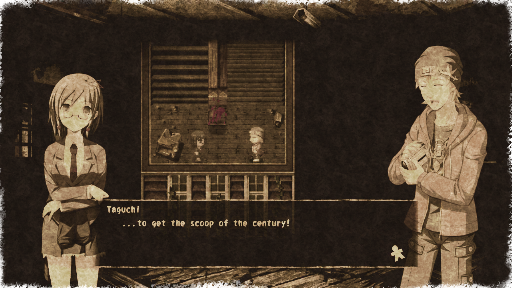 Taguchi
...to get the scoop of the century!